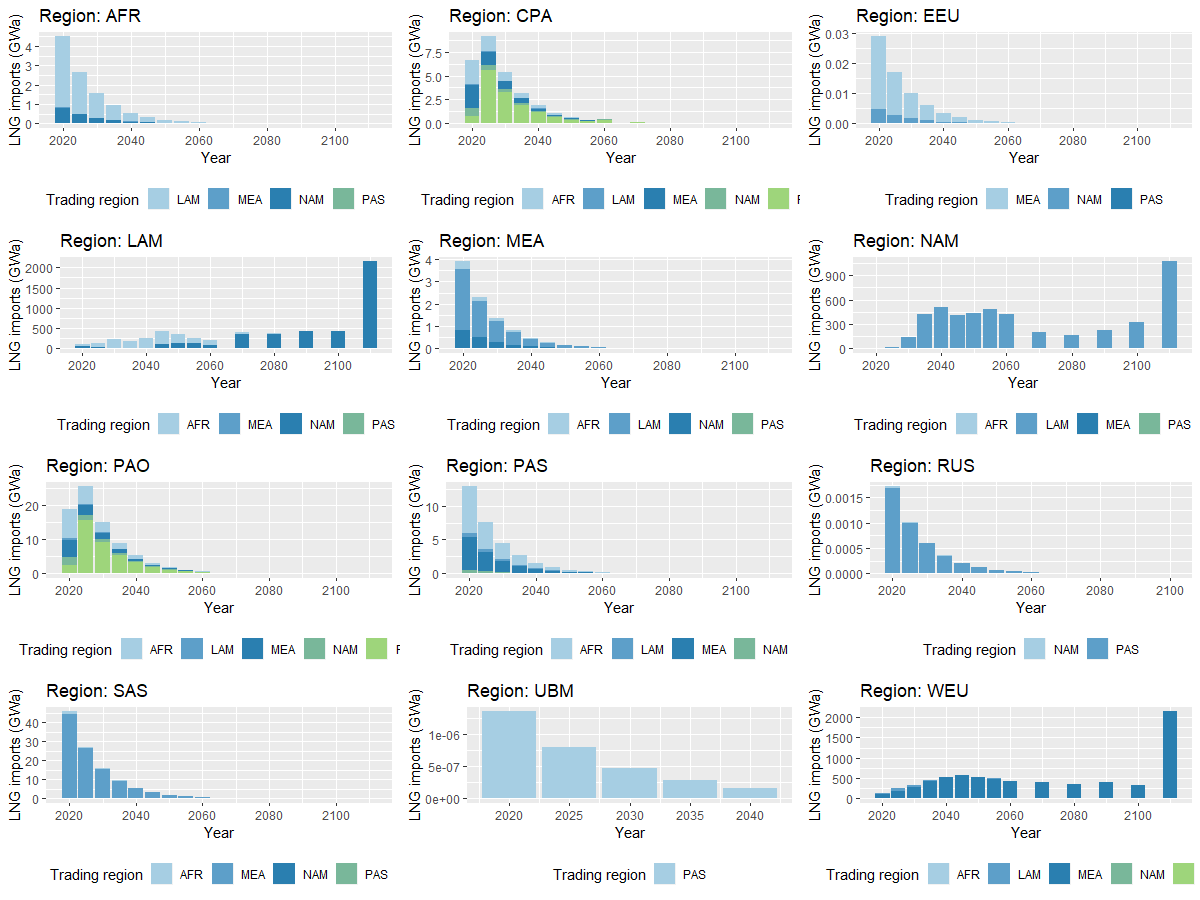 Region: AFR
LNG imports (GWa)
4
3
2
1
0
2020 2040 2060 2080 2100
Year
Trading region LAM MEA NAM PAS
Region: CPA
LNG imports (GWa)
7.5
5.0
2.5
0.0
2020 2040 2060 2080 2100
Year
Trading region AFR LAM MEA NAM
Region: EEU
LNG imports (GWa)
0.03
0.02
0.01
0.00
2020 2040 2060 2080 2100
Year
Trading region MEA NAM PAS
Region: LAM
LNG imports (GWa)
2000
1500
1000
500
0
2020 2040 2060 2080 2100
Year
Trading region AFR MEA NAM PAS
Region: MEA
LNG imports (GWa)
4
3
2
1
0
2020 2040 2060 2080 2100
Year
Trading region AFR LAM NAM PAS
Region: NAM
LNG imports (GWa)
900
600
300
0
2020 2040 2060 2080 2100
Year
Trading region AFR LAM MEA PAS
Region: PAO
LNG imports (GWa)
20
10
0
2020 2040 2060 2080 2100
Year
Trading region AFR LAM MEA NAM
Region: PAS
LNG imports (GWa)
10
5
0
2020 2040 2060 2080 2100
Year
Trading region AFR LAM MEA NAM
Region: RUS
LNG imports (GWa)
0.0015
0.0010
0.0005
0.0000
2020 2040 2060 2080 2100
Year
Trading region NAM PAS
Region: SAS
LNG imports (GWa)
40
30
20
10
0
2020 2040 2060 2080 2100
Year
Trading region AFR MEA NAM PAS
Region: UBM
LNG imports (GWa)
1e-06
5e-07
0e+00
2020 2025 2030 2035 2040
Year
Trading region PAS
Region: WEU
LNG imports (GWa)
2000
1500
1000
500
0
2020 2040 2060 2080 2100
Year
Trading region AFR LAM MEA NAM